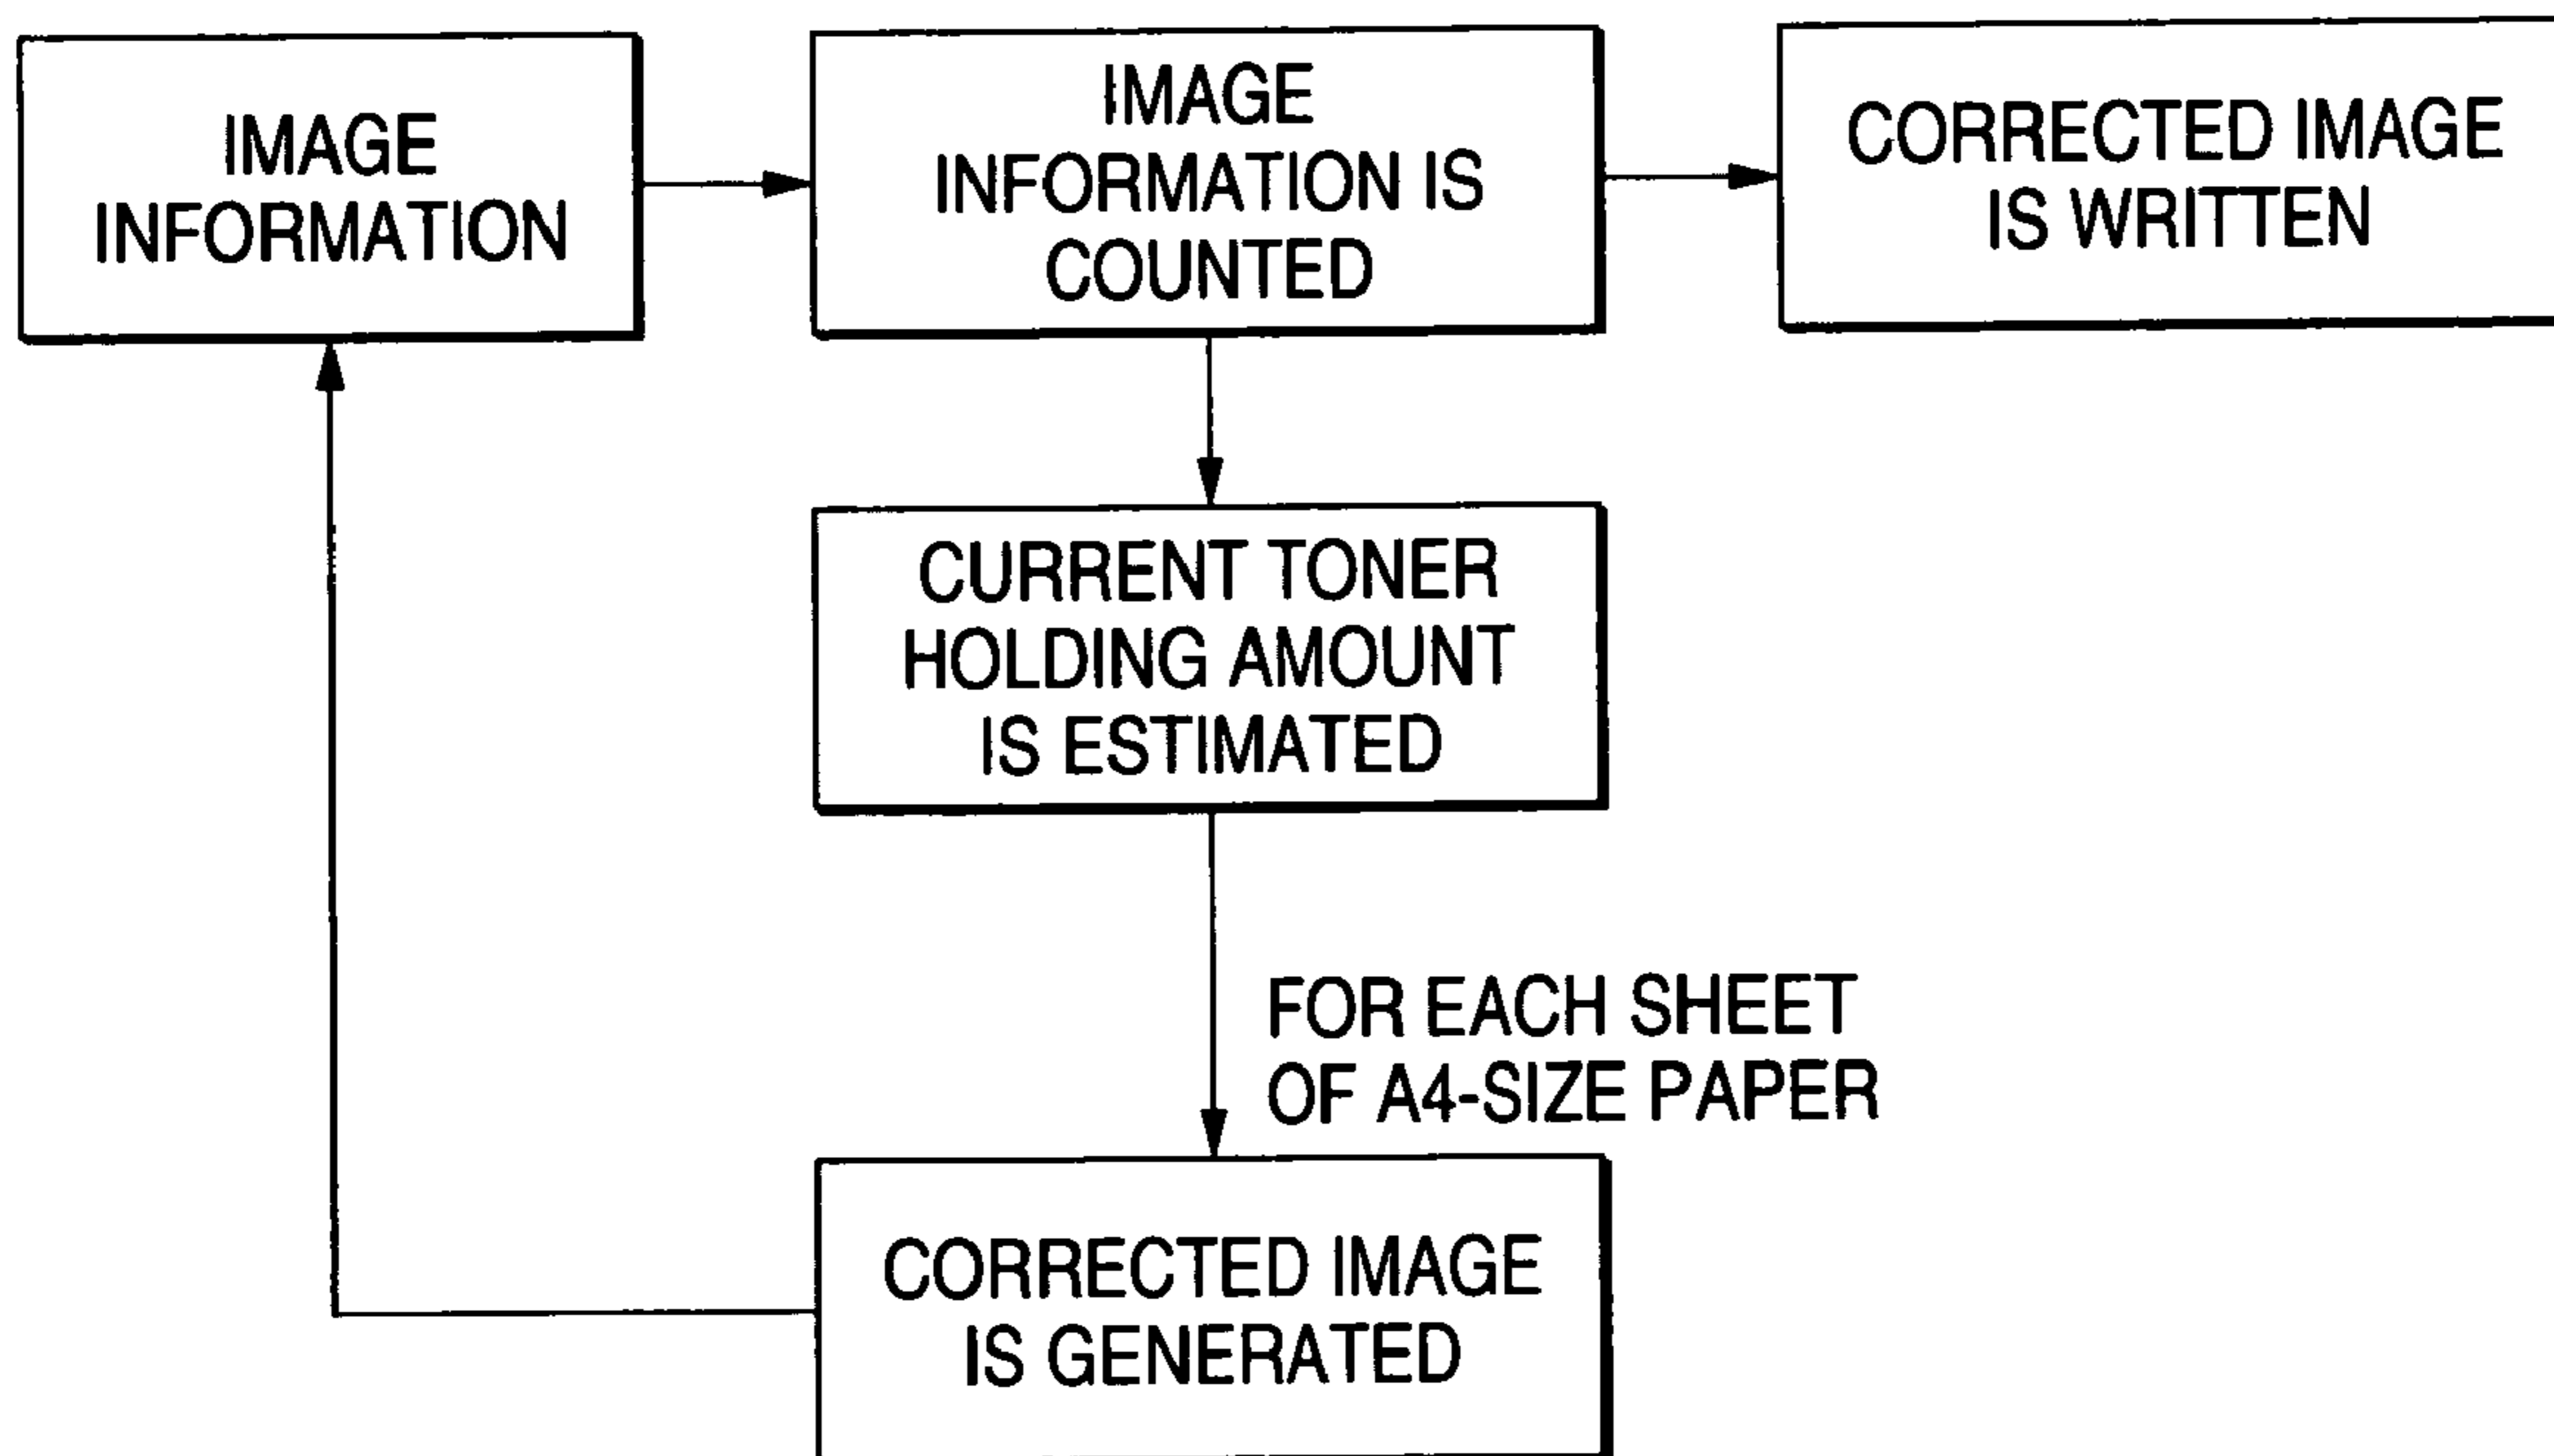 IMAGE
INFORMATION
IMAGE
INFORMATION IS
COUNTED
CORRECTED IMAGE
IS WRITTEN
CURRENT TONER
HOLDING AMOUNT
IS ESTIMATED
FOR EACH SHEET
OF A4-SIZE PAPER
CORRECTED IMAGE
IS GENERATED